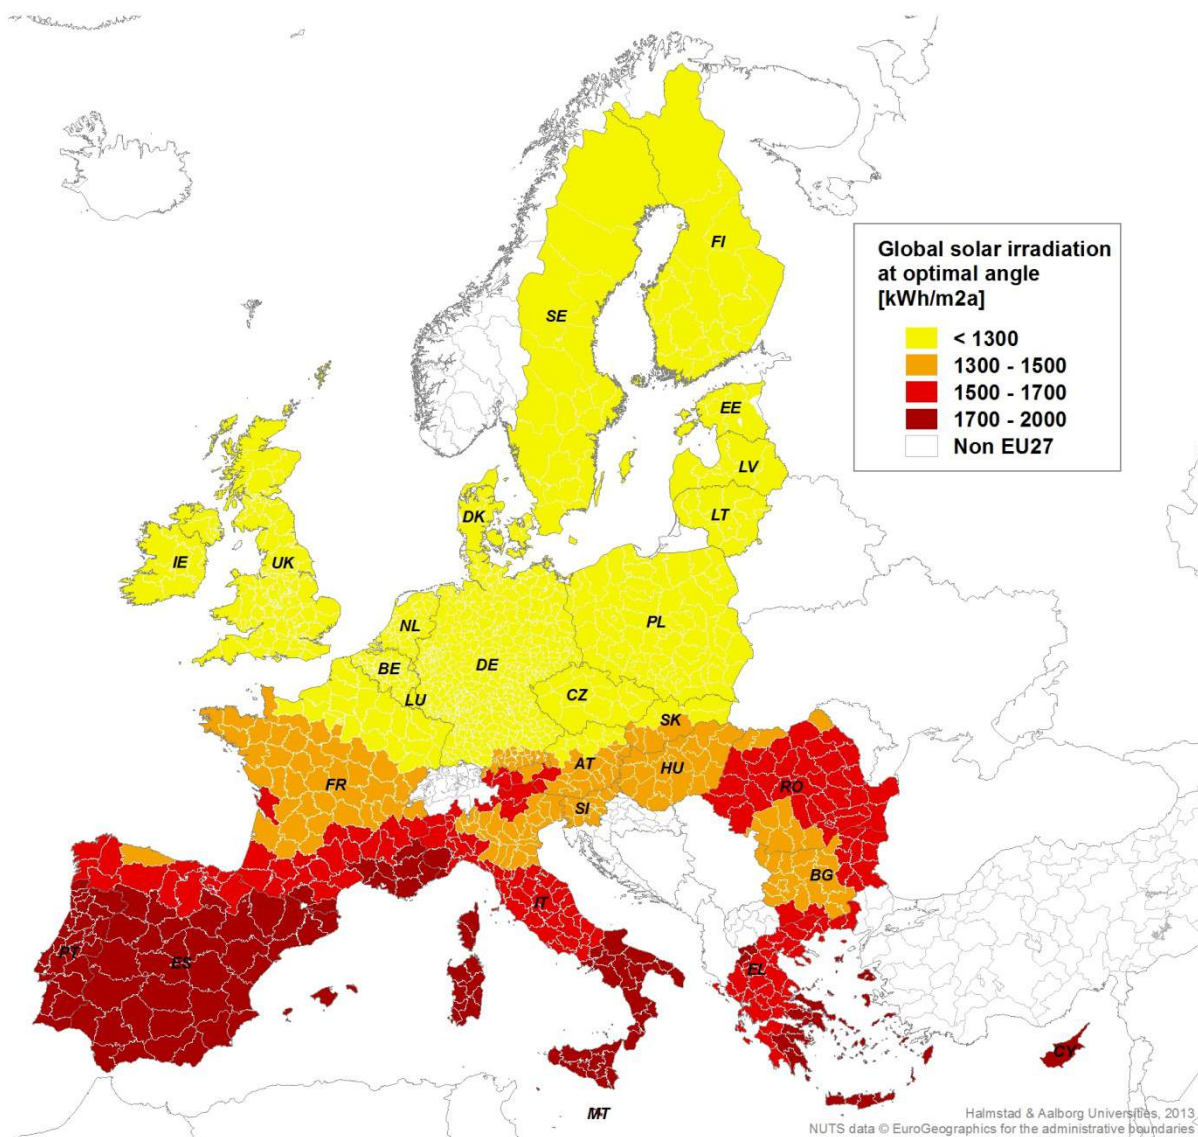 FI
SE
Global solar irradiation
at optimal angle
[kWh/m2a]
< 1300
1300 - 1500
1500 - 1700
1700 - 2000
Non EU27
EE
LV
LT
DK
IE
UK
NL
PL
BE
DE
LU
CZ
SK
AT
HU
FR
RO
SI
BG
IT
PT
ES
EL
CY
MT
Halmstad & Aalborg Universities, 2013
NUTS data © EuroGeographics for the administrative boundaries